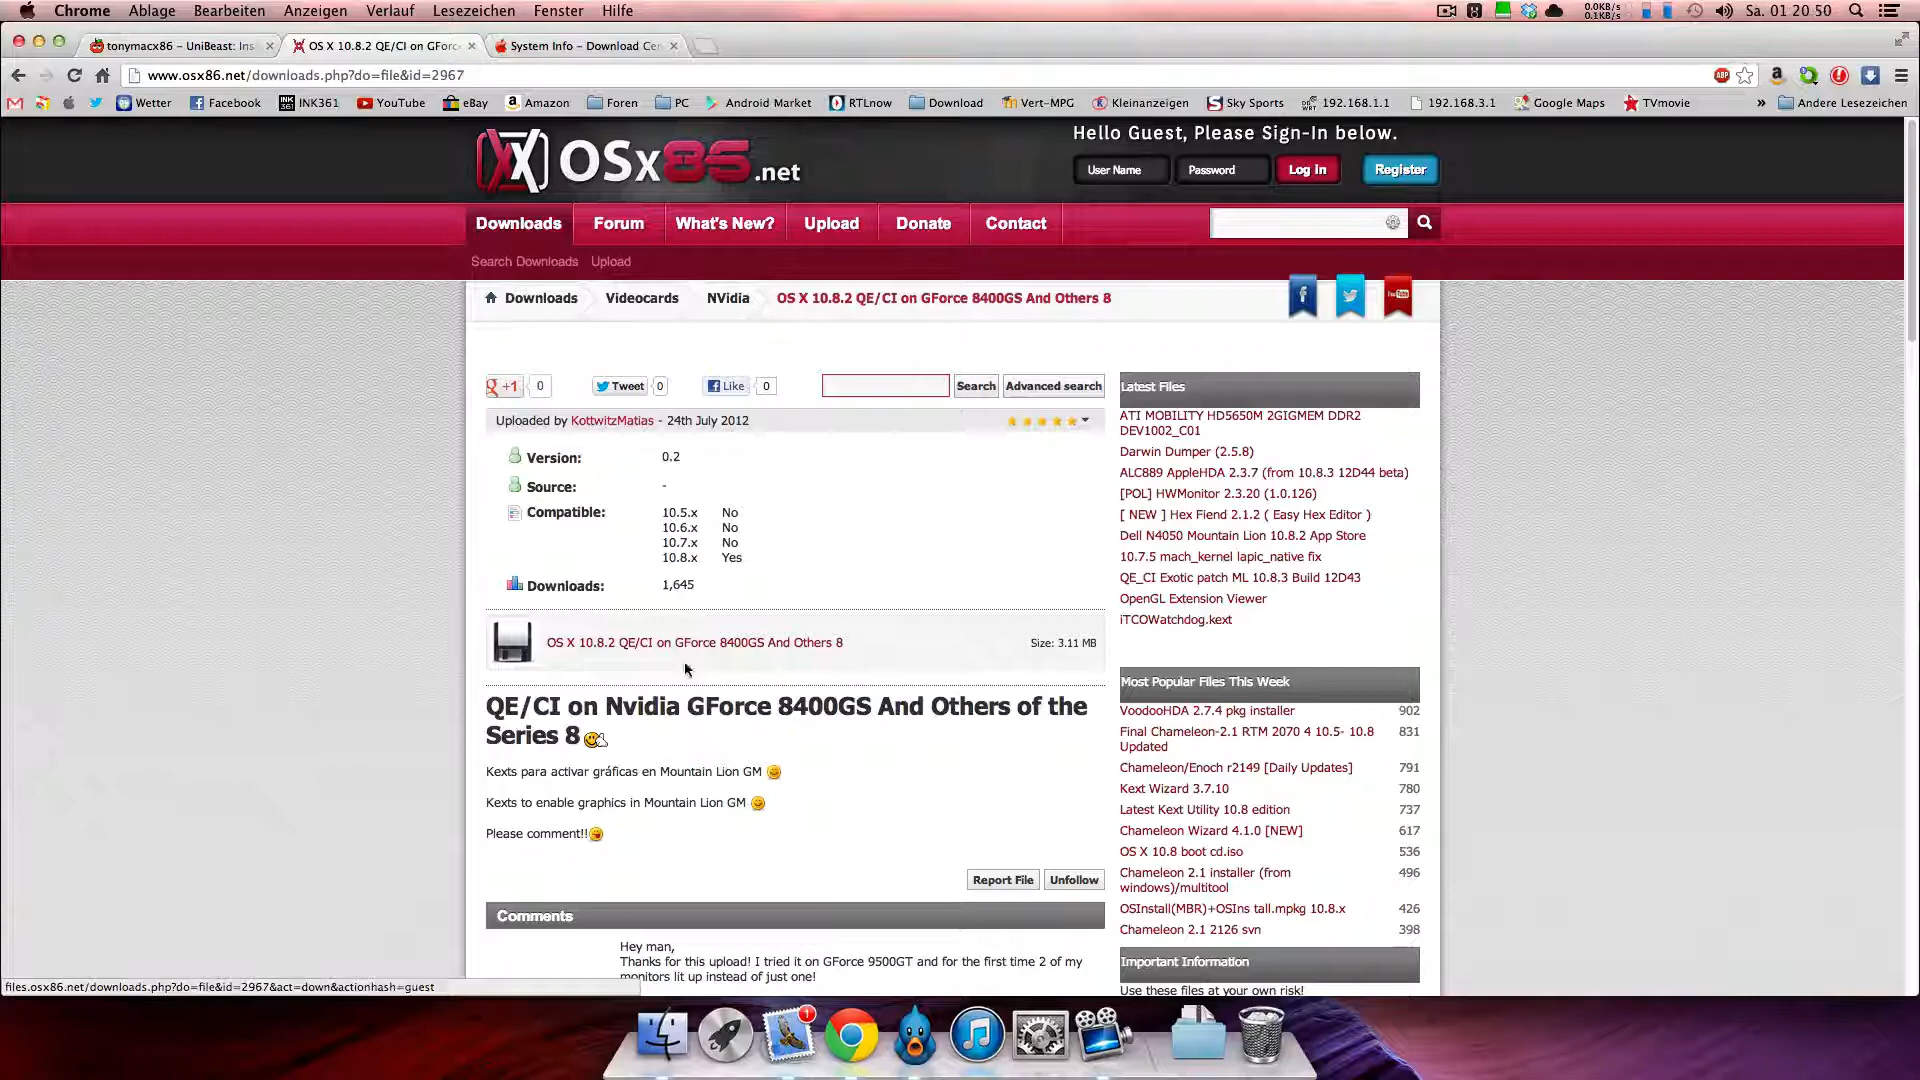 Chrome Ablage Bearbeiten Anzeigen Verlauf Lesezeichen Fenster Hilfe 0.0KB/s 0.1KB/s Sa. 01 20 50
tonymacx86 - UniBeast: Ins OS X 10.8.2 QE/CI on GForc System Info - Download Cer
www.osx86.net/downloads.php?do=file&id=2967 ABP
Wetter Facebook INK361 YouTube eBay Amazon Foren PC Android Market RTLnow Download Vert-MPG Kleinanzeigen Sky Sports 192.168.1.1 192.168.3.1 Google Maps TVmovie » Andere Lesezeichen
Hello Guest, Please Sign-In below.
OSx86.net
User Name Password Log In Register
Downloads Forum What's New? Upload Donate Contact
Search Downloads Upload
Downloads Videocards NVidia OS X 10.8.2 QE/CI on GForce 8400GS And Others 8
+1 0 Tweet 0 Like 0 Search Advanced search
Uploaded by KottwitzMatias - 24th July 2012
Version: 0.2
Source: -
Compatible: 10.5.x No
10.6.x No
10.7.x No
10.8.x Yes
Downloads: 1,645
OS X 10.8.2 QE/CI on GForce 8400GS And Others 8 Size: 3.11 MB
QE/CI on Nvidia GForce 8400GS And Others of the
Series 8
Kexts para activar gráficas en Mountain Lion GM
Kexts to enable graphics in Mountain Lion GM
Please comment!!
Report File Unfollow
Comments
Hey man,
Thanks for this upload! I tried it on GForce 9500GT and for the first time 2 of my
monitors lit up instead of just one!
Latest Files
ATI MOBILITY HD5650M 2GIGMEM DDR2
DEV1002_C01
Darwin Dumper (2.5.8)
ALC889 AppleHDA 2.3.7 (from 10.8.3 12D44 beta)
[POL] HWMonitor 2.3.20 (1.0.126)
[ NEW ] Hex Fiend 2.1.2 ( Easy Hex Editor )
Dell N4050 Mountain Lion 10.8.2 App Store
10.7.5 mach_kernel lapic_native fix
QE_CI Exotic patch ML 10.8.3 Build 12D43
OpenGL Extension Viewer
iTCOWatchdog.kext
Most Popular Files This Week
VoodooHDA 2.7.4 pkg installer 902
Final Chameleon-2.1 RTM 2070 4 10.5- 10.8 831
Updated
Chameleon/Enoch r2149 [Daily Updates] 791
Kext Wizard 3.7.10 780
Latest Kext Utility 10.8 edition 737
Chameleon Wizard 4.1.0 [NEW] 617
OS X 10.8 boot cd.iso 536
Chameleon 2.1 installer (from 496
windows)/multitool
OSInstall(MBR)+OSIns tall.mpkg 10.8.x 426
Chameleon 2.1 2126 svn 398
Important Information
Use these files at your own risk!
files.osx86.net/downloads.php?do=file&id=2967&act=down&actionhash=guest
1